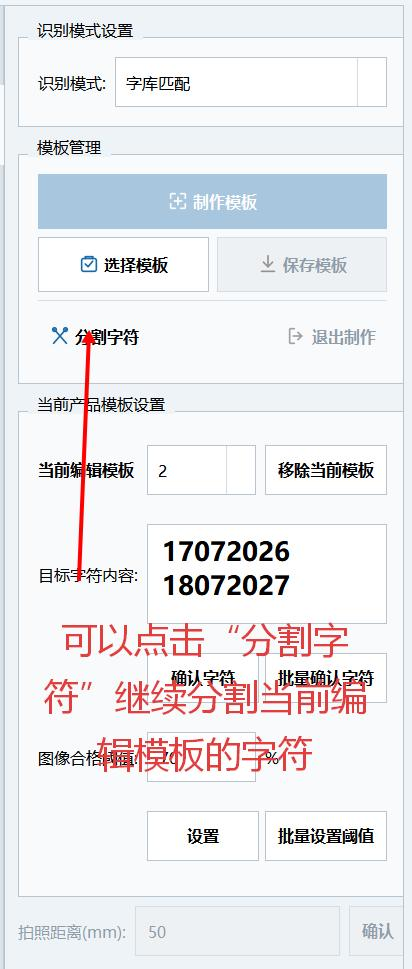 识别模式设置
识别模式: 字库匹配
模板管理
制作模板
选择模板 保存模板
分割字符 退出制作
当前产品模板设置
当前编辑模板 2 移除当前模板
目标字符内容: 17072026
18072027
可以点击“分割字
符”继续分割当前编
辑模板的字符
确认字符 批量确认字符
图像合格阈值: %
设置 批量设置阈值
拍照距离(mm): 50 确认